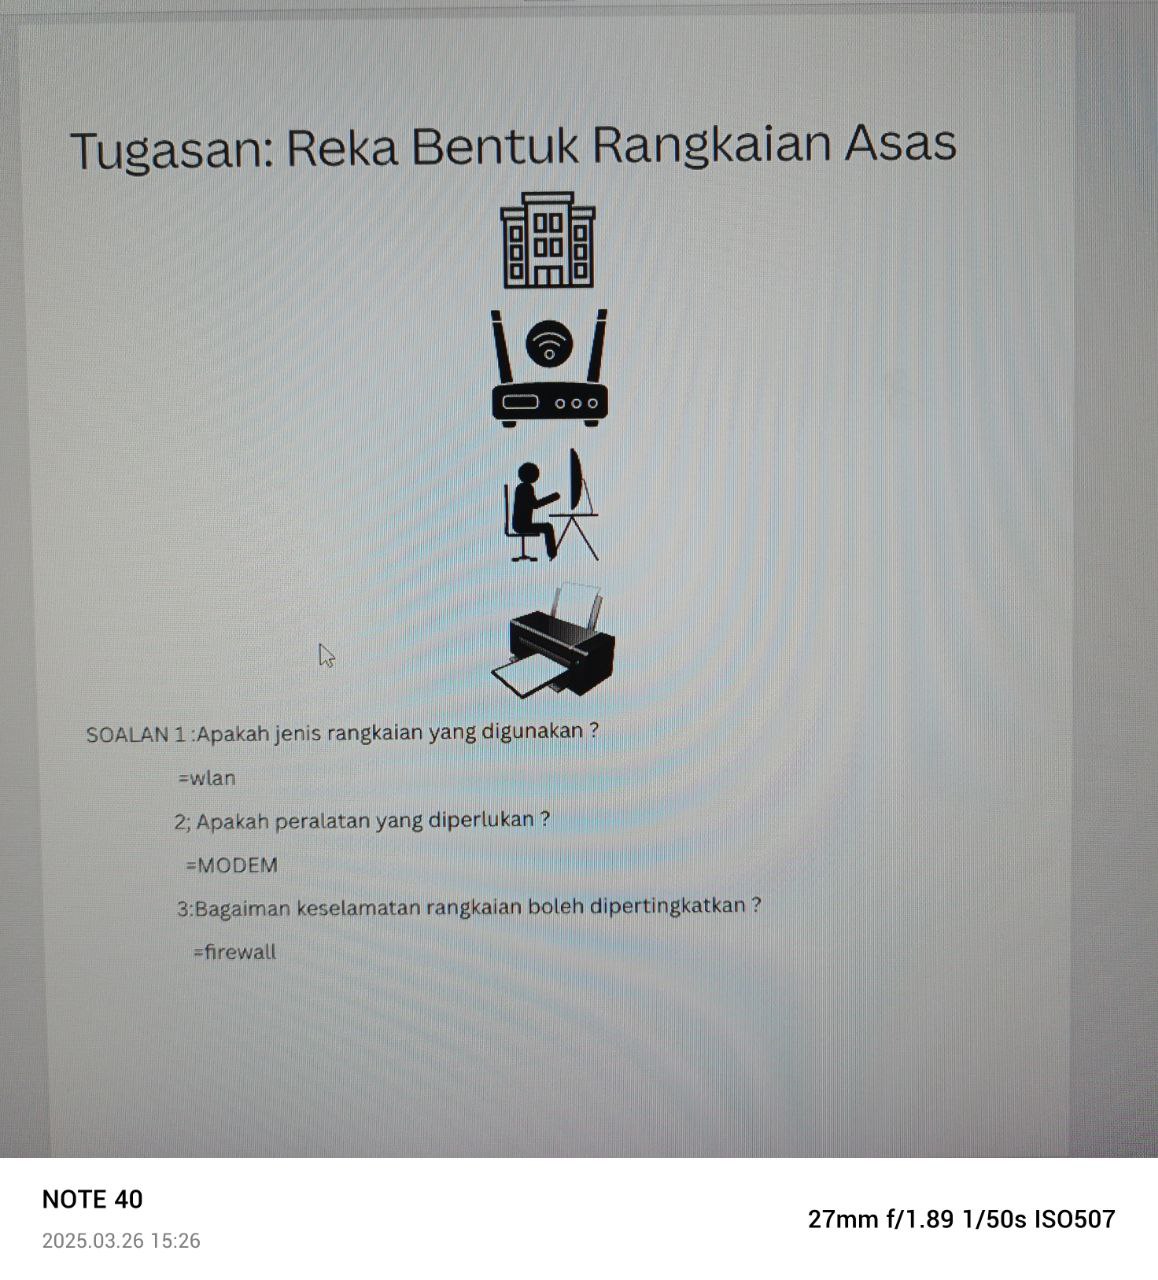 Tugasan: Reka Bentuk Rangkaian Asas
SOALAN 1 :Apakah jenis rangkaian yang digunakan ?
=wlan
2; Apakah peralatan yang diperlukan ?
=MODEM
3:Bagaiman keselamatan rangkaian boleh dipertingkatkan ?
=firewall
NOTE 40
2025.03.26 15:26
27mm f/1.89 1/50s ISO507